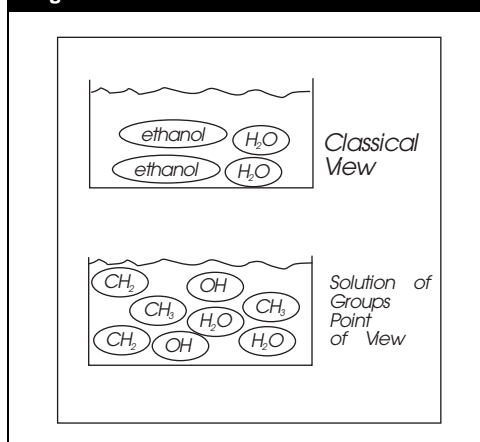 ethanol H₂O
ethanol H₂O
Classical
View
CH₂ OH
CH₃ CH₃
H₂O
CH₂ OH H₂O
Solution of
Groups
Point
of View